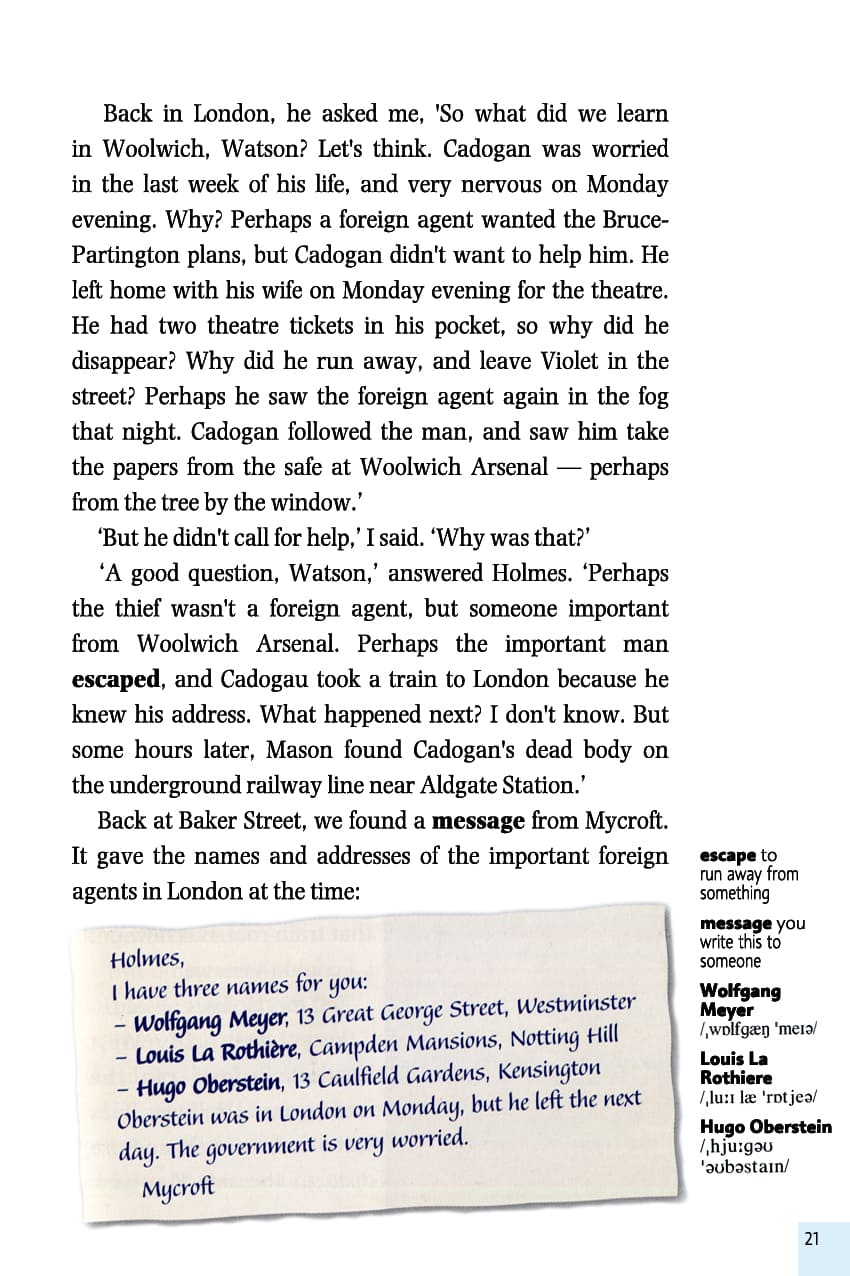 Back in London, he asked me, 'So what did we learn
in Woolwich, Watson? Let's think. Cadogan was worried
in the last week of his life, and very nervous on Monday
evening. Why? Perhaps a foreign agent wanted the Bruce-
Partington plans, but Cadogan didn't want to help him. He
left home with his wife on Monday evening for the theatre.
He had two theatre tickets in his pocket, so why did he
disappear? Why did he run away, and leave Violet in the
street? Perhaps he saw the foreign agent again in the fog
that night. Cadogan followed the man, and saw him take
the papers from the safe at Woolwich Arsenal — perhaps
from the tree by the window.’
‘But he didn't call for help,’ I said. ‘Why was that?’
‘A good question, Watson,’ answered Holmes. ‘Perhaps
the thief wasn't a foreign agent, but someone important
from Woolwich Arsenal. Perhaps the important man
escaped, and Cadogau took a train to London because he
knew his address. What happened next? I don't know. But
some hours later, Mason found Cadogan's dead body on
the underground railway line near Aldgate Station.’
Back at Baker Street, we found a message from Mycroft.
It gave the names and addresses of the important foreign
agents in London at the time:
Holmes,
I have three names for you:
– Wolfgang Meyer, 13 Great George Street, Westminster
– Louis La Rothière, Campden Mansions, Notting Hill
– Hugo Oberstein, 13 Caulfield Gardens, Kensington
Oberstein was in London on Monday, but he left the next
day. The government is very worried.
Mycroft
escape to
run away from
something
message you
write this to
someone
Wolfgang
Meyer
/ˌwɒlfgæŋ 'meɪə/
Louis La
Rothiere
/ˌluːɪ læ 'rɒtjeə/
Hugo Oberstein
/ˌhjuːgəʊ
'əʊbəstaɪn/
21